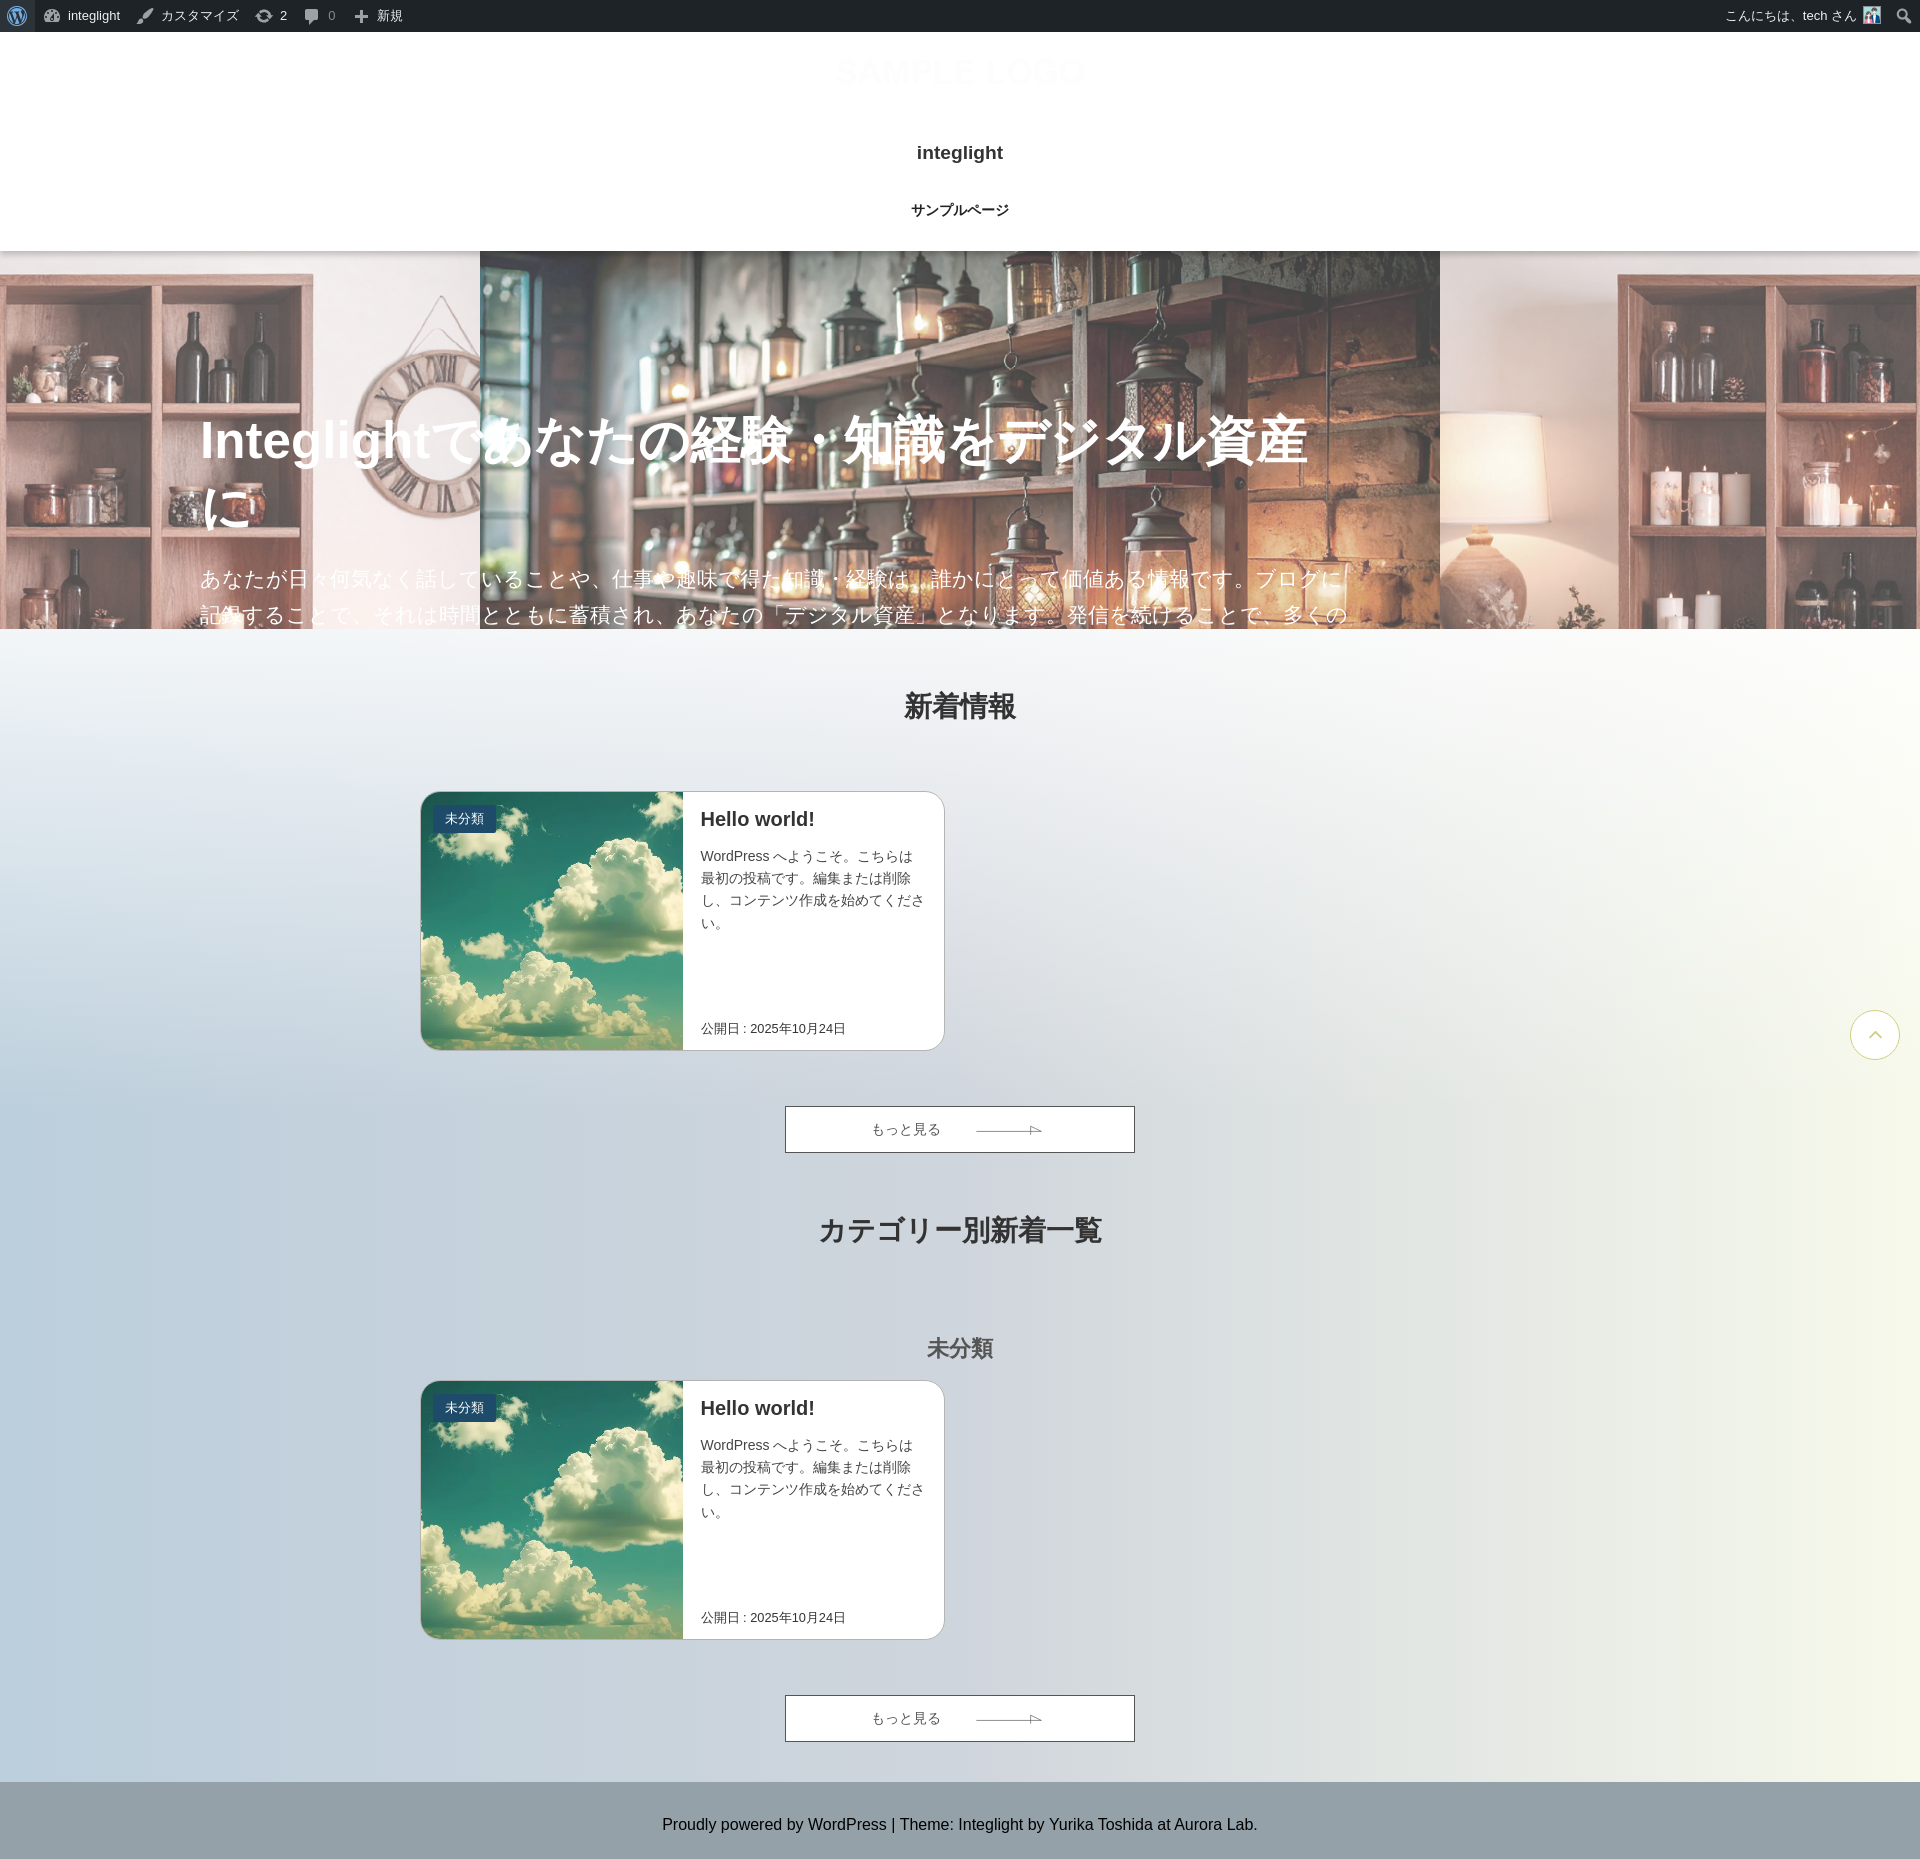 integlight
カスタマイズ
2
0
新規
こんにちは、tech さん
SAMPLE LOGO
integlight
サンプルページ
Integlightであなたの経験・知識をデジタル資産
に
あなたが日々何気なく話していることや、仕事や趣味で得た知識・経験は、誰かにとって価値ある情報です。ブログに
記録することで、それは時間とともに蓄積され、あなたの「デジタル資産」となります。発信を続けることで、多くの
新着情報
未分類
Hello world!
WordPress へようこそ。こちらは
最初の投稿です。編集または削除
し、コンテンツ作成を始めてくださ
い。
公開日 : 2025年10月24日
もっと見る
カテゴリー別新着一覧
未分類
未分類
Hello world!
WordPress へようこそ。こちらは
最初の投稿です。編集または削除
し、コンテンツ作成を始めてくださ
い。
公開日 : 2025年10月24日
もっと見る
Proudly powered by WordPress | Theme: Integlight by Yurika Toshida at Aurora Lab.